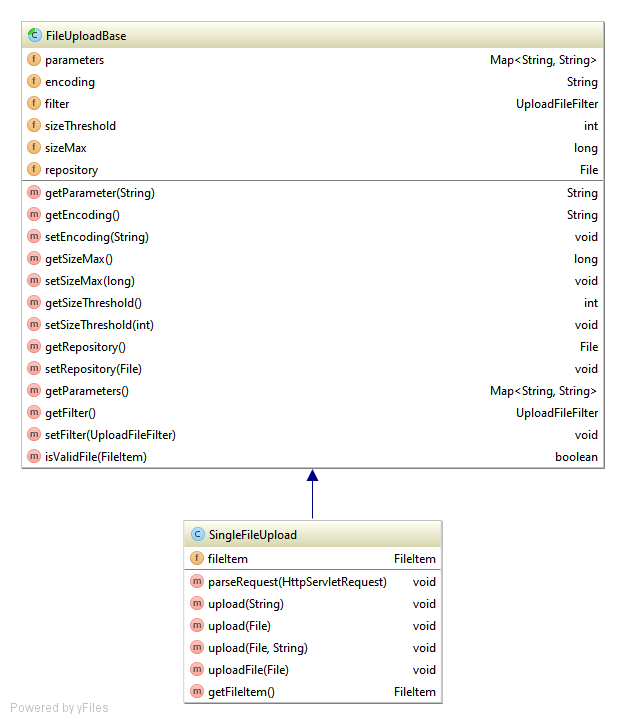 FileUploadBase
parameters Map<String, String>
encoding String
filter UploadFileFilter
sizeThreshold int
sizeMax long
repository File
getParameter(String) String
getEncoding() String
setEncoding(String) void
getSizeMax() long
setSizeMax(long) void
getSizeThreshold() int
setSizeThreshold(int) void
getRepository() File
setRepository(File) void
getParameters() Map<String, String>
getFilter() UploadFileFilter
setFilter(UploadFileFilter) void
isValidFile(FileItem) boolean
SingleFileUpload
fileItem FileItem
parseRequest(HttpServletRequest) void
upload(String) void
upload(File) void
upload(File, String) void
uploadFile(File) void
getFileItem() FileItem
Powered by yFiles